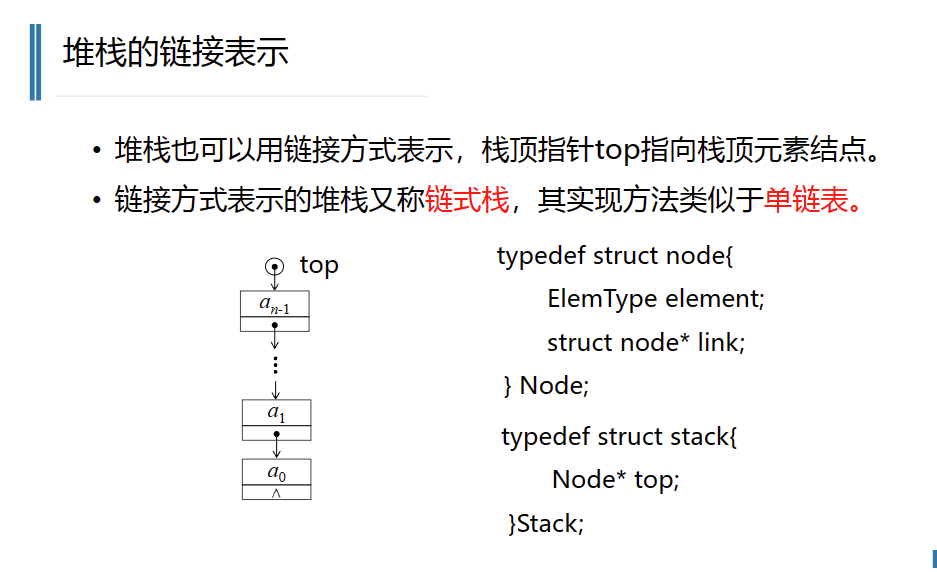 堆栈的链接表示
• 堆栈也可以用链接方式表示，栈顶指针top指向栈顶元素结点。
• 链接方式表示的堆栈又称链式栈，其实现方法类似于单链表。
top
aₙ₋₁
⋮
a₁
a₀
∧
typedef struct node{
ElemType element;
struct node* link;
} Node;
typedef struct stack{
Node* top;
}Stack;